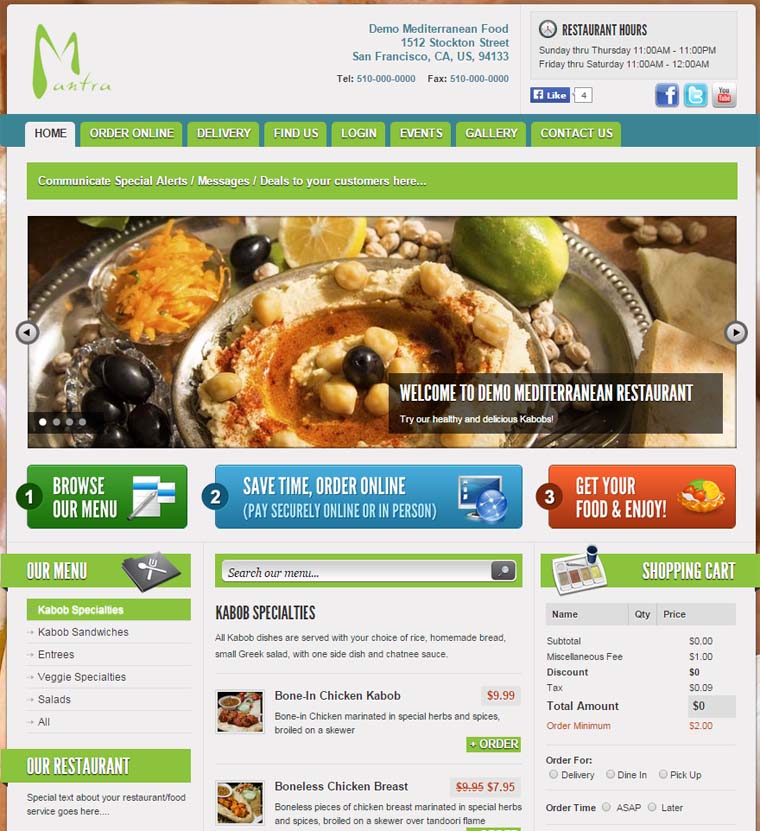 Mantra
Demo Mediterranean Food
1512 Stockton Street
San Francisco, CA, US, 94133
Tel: 510-000-0000 Fax: 510-000-0000
RESTAURANT HOURS
Sunday thru Thursday 11:00AM - 11:00PM
Friday thru Saturday 11:00AM - 12:00AM
f Like 4
f t You Tube
HOME ORDER ONLINE DELIVERY FIND US LOGIN EVENTS GALLERY CONTACT US
Communicate Special Alerts / Messages / Deals to your customers here...
WELCOME TO DEMO MEDITERRANEAN RESTAURANT
Try our healthy and delicious Kabobs!
1 BROWSE
OUR MENU
2 SAVE TIME, ORDER ONLINE
(PAY SECURELY ONLINE OR IN PERSON)
3 GET YOUR
FOOD & ENJOY!
OUR MENU
Kabob Specialties
Kabob Sandwiches
Entrees
Veggie Specialties
Salads
All
OUR RESTAURANT
Special text about your restaurant/food
service goes here....
Search our menu...
KABOB SPECIALTIES
All Kabob dishes are served with your choice of rice, homemade bread,
small Greek salad, with one side dish and chatnee sauce.
Bone-In Chicken Kabob $9.99
Bone-in Chicken marinated in special herbs and spices,
broiled on a skewer
+ ORDER
Boneless Chicken Breast $9.95 $7.95
Boneless pieces of chicken breast marinated in special herbs
and spices, broiled on a skewer over tandoori flame
+ ORDER
SHOPPING CART
Name Qty Price
Subtotal $0.00
Miscellaneous Fee $1.00
Discount $0
Tax $0.09
Total Amount $0
Order Minimum $2.00
Order For:
Delivery Dine In Pick Up
Order Time ASAP Later